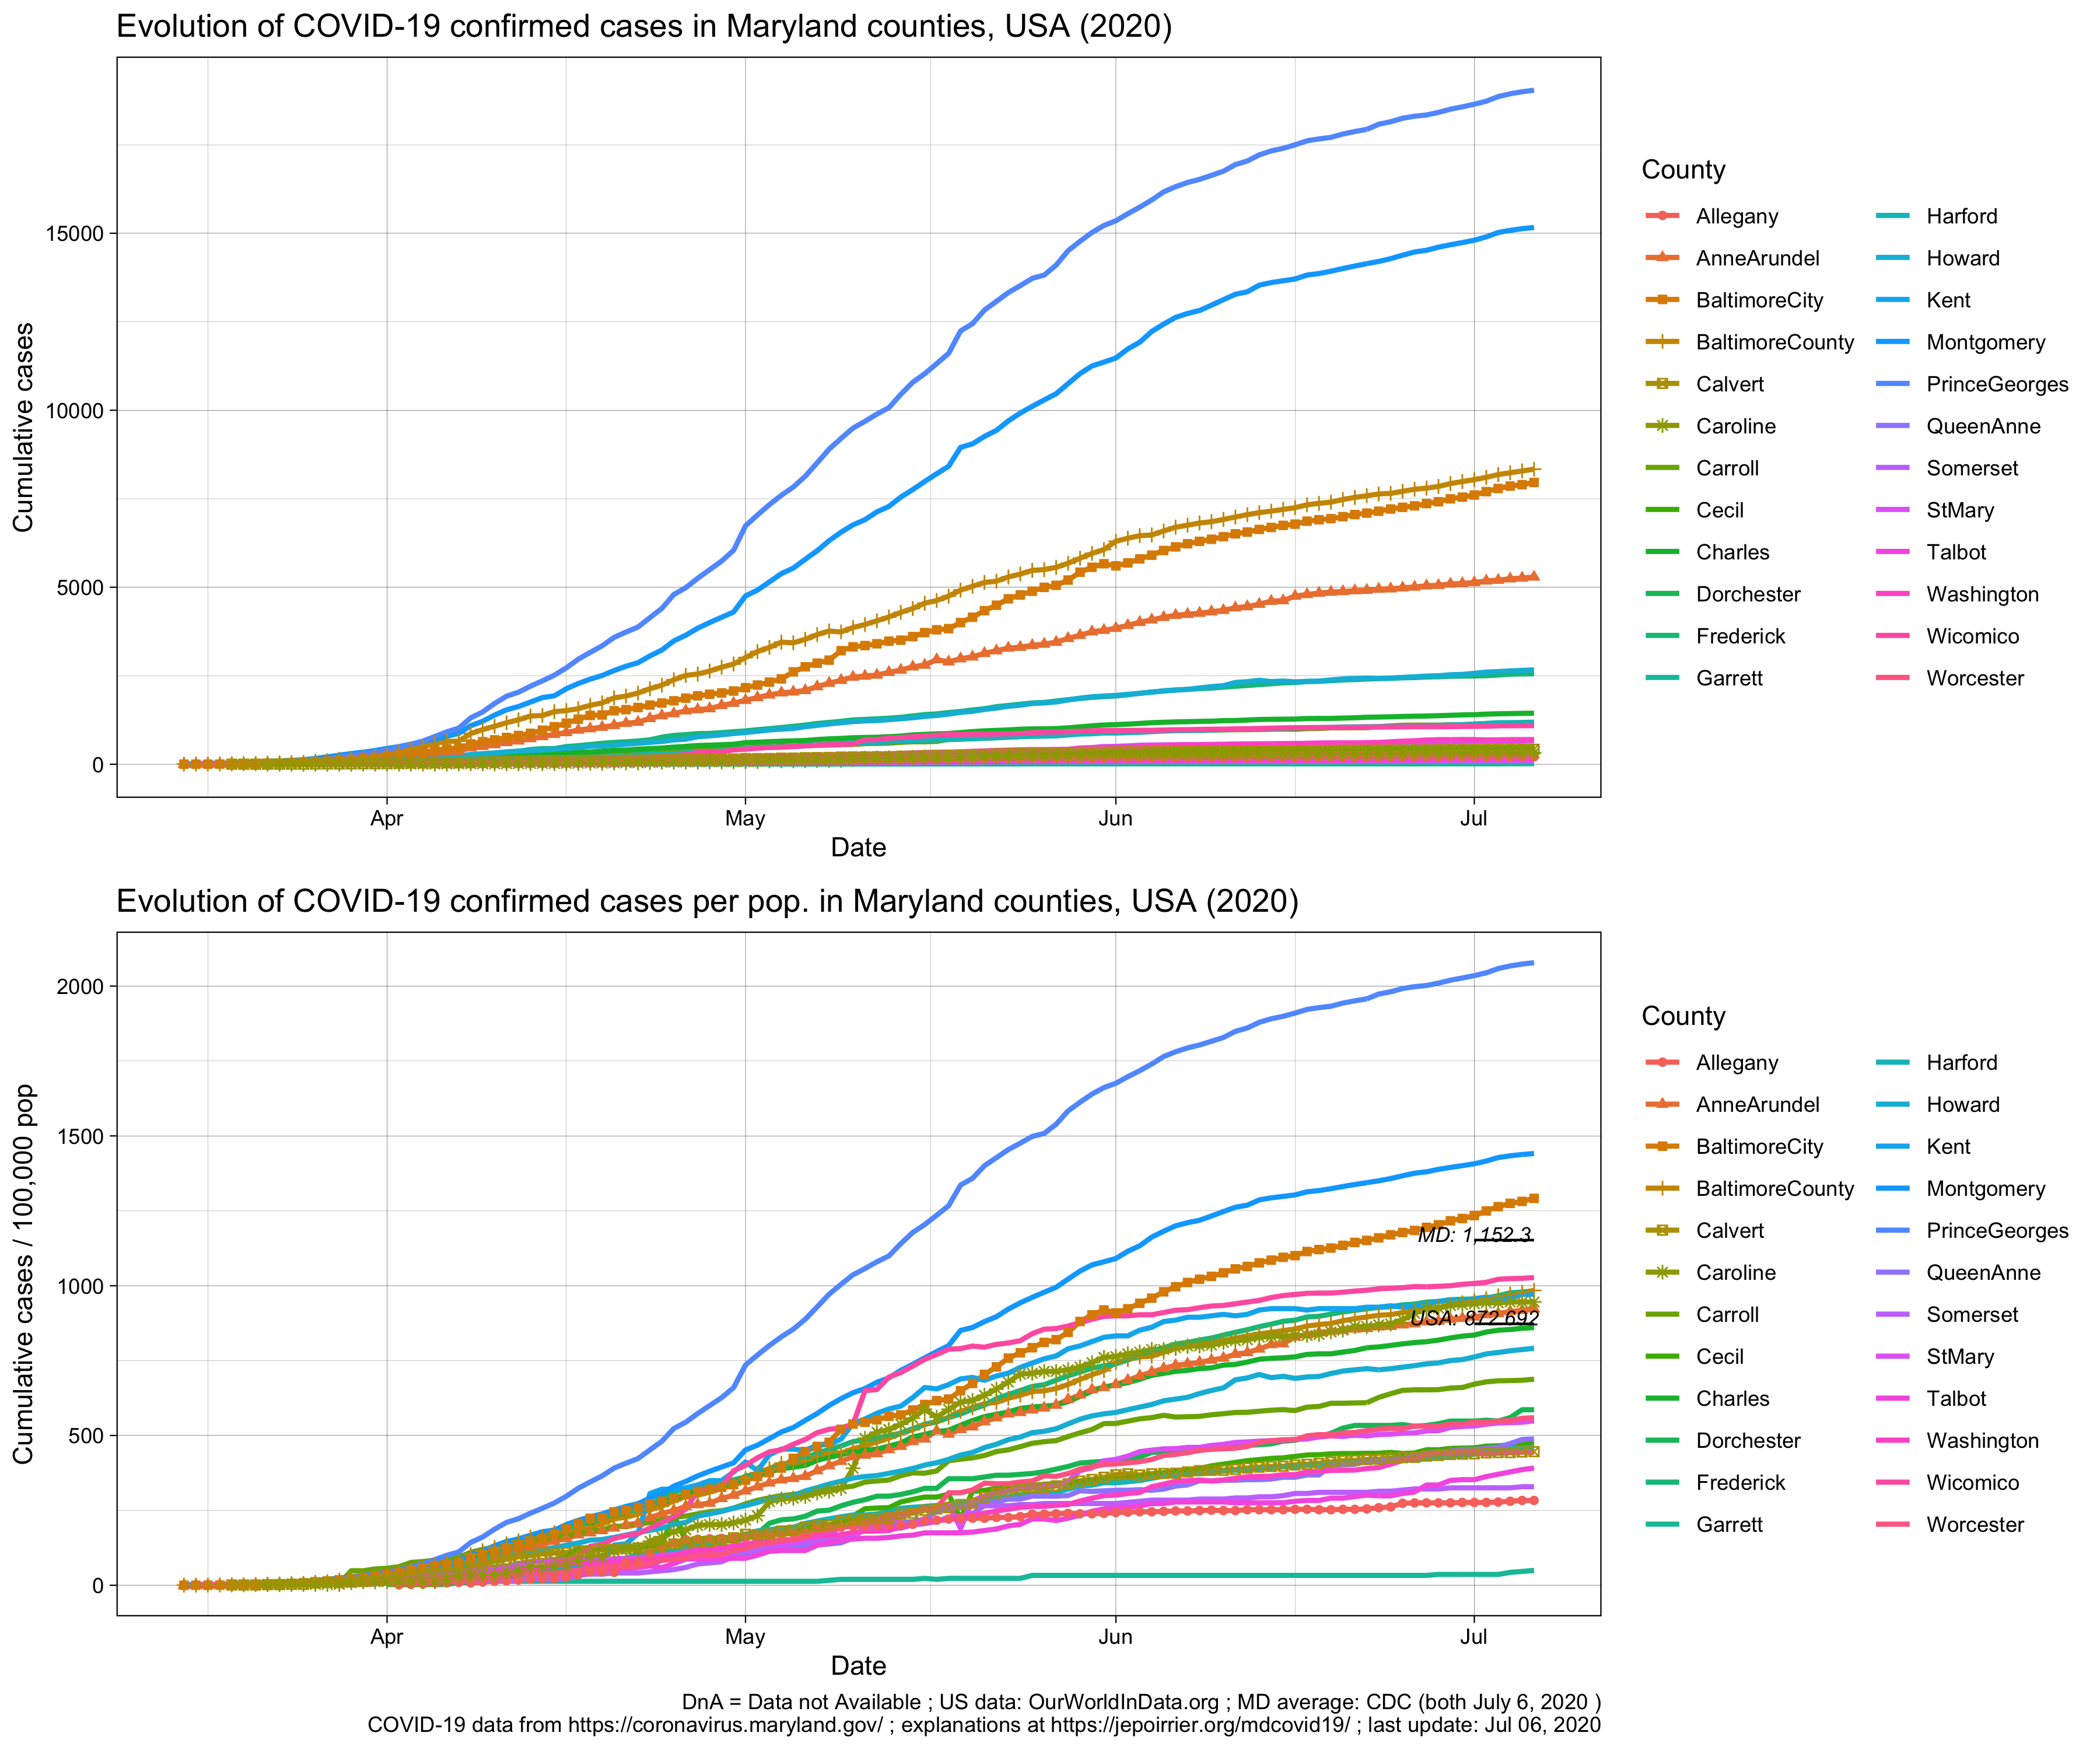 Evolution of COVID-19 confirmed cases in Maryland counties, USA (2020)
Cumulative cases
15000
10000
5000
0
Apr
May
Jun
Jul
Date
County
Allegany
AnneArundel
BaltimoreCity
BaltimoreCounty
Calvert
Caroline
Carroll
Cecil
Charles
Dorchester
Frederick
Garrett
Harford
Howard
Kent
Montgomery
PrinceGeorges
QueenAnne
Somerset
StMary
Talbot
Washington
Wicomico
Worcester
Evolution of COVID-19 confirmed cases per pop. in Maryland counties, USA (2020)
Cumulative cases / 100,000 pop
2000
1500
1000
500
0
MD: 1,152.3
USA: 872.692
Apr
May
Jun
Jul
Date
County
Allegany
AnneArundel
BaltimoreCity
BaltimoreCounty
Calvert
Caroline
Carroll
Cecil
Charles
Dorchester
Frederick
Garrett
Harford
Howard
Kent
Montgomery
PrinceGeorges
QueenAnne
Somerset
StMary
Talbot
Washington
Wicomico
Worcester
DnA = Data not Available ; US data: OurWorldInData.org ; MD average: CDC (both July 6, 2020 )
COVID-19 data from https://coronavirus.maryland.gov/ ; explanations at https://jepoirrier.org/mdcovid19/ ; last update: Jul 06, 2020